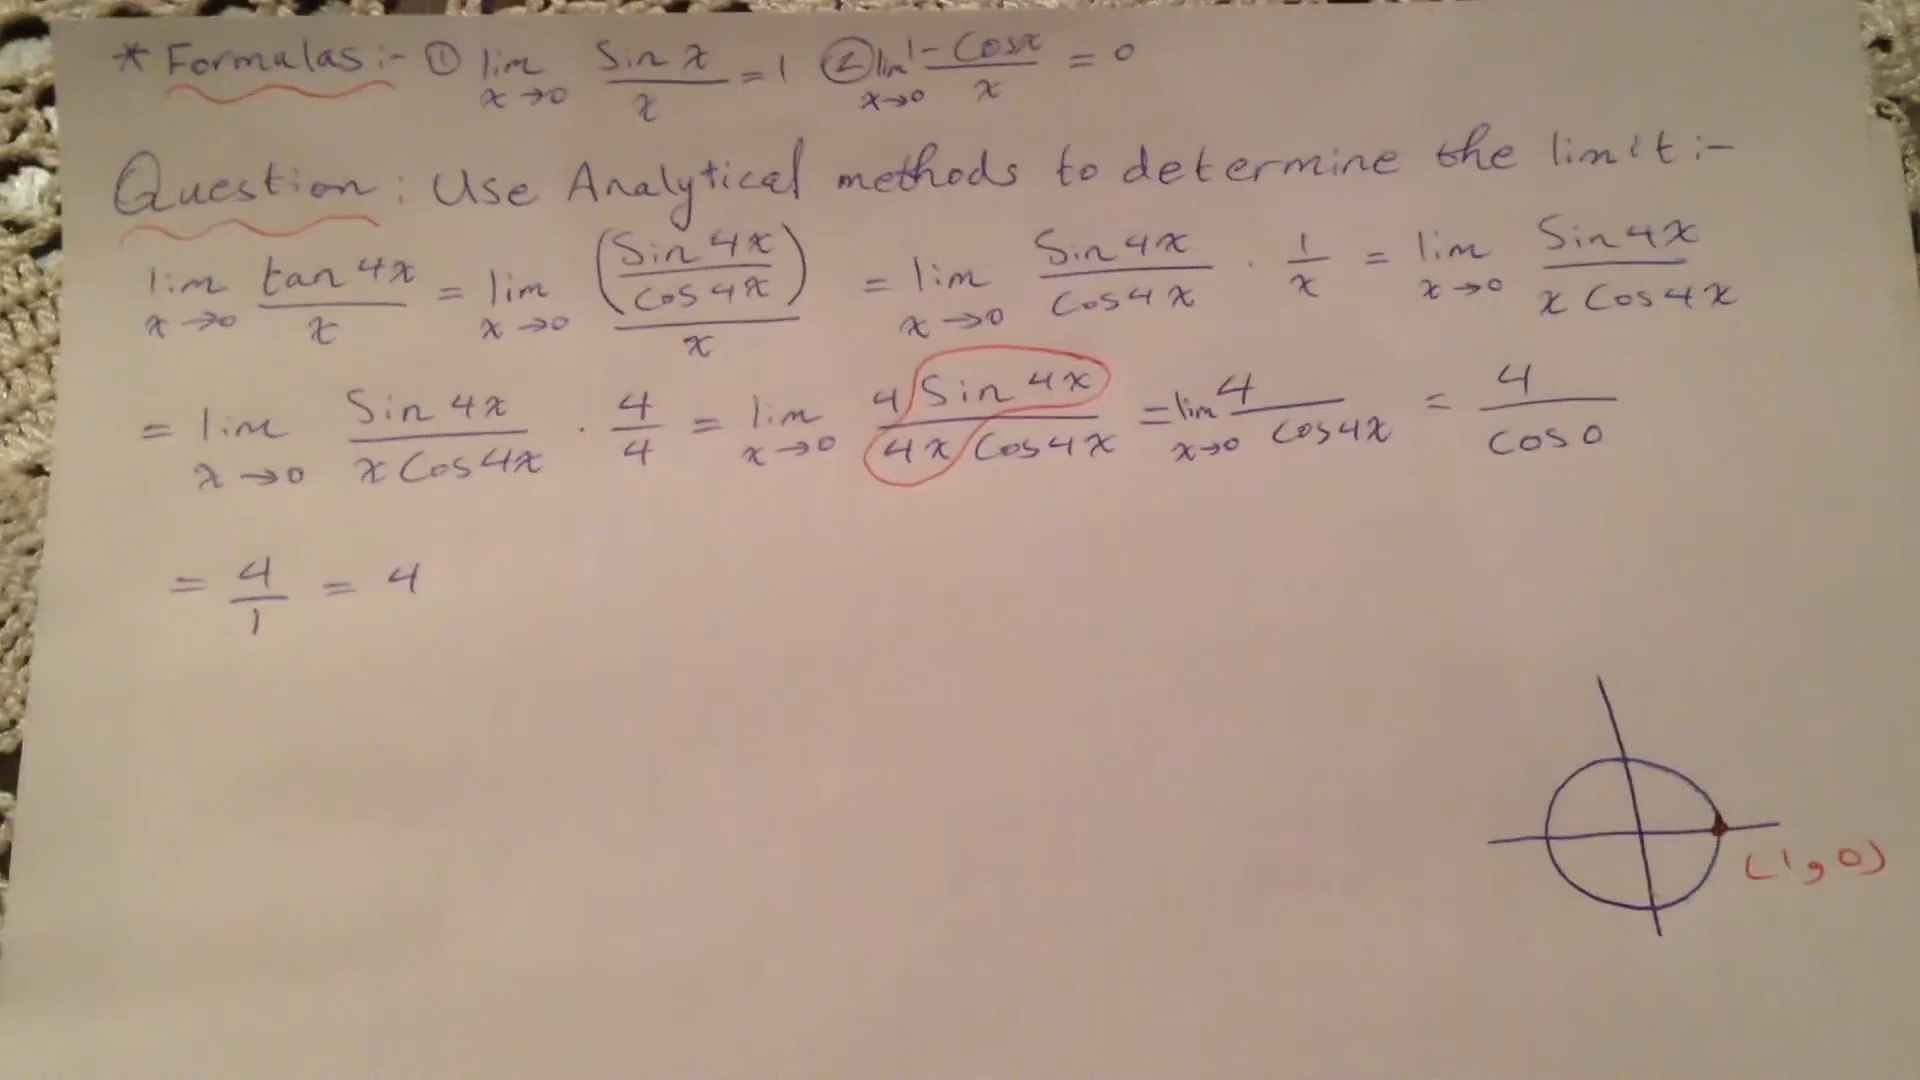 * Formulas :- ① lim x→0 Sin x / x = 1 ② lim x→0 1 - Cosx / x = 0
Question : Use Analytical methods to determine the limit :-
lim x→0 tan 4x / x = lim x→0 (Sin 4x / Cos 4x) / x = lim x→0 Sin 4x / Cos 4x · 1 / x = lim x→0 Sin 4x / x Cos 4x
= lim x→0 Sin 4x / x Cos 4x · 4 / 4 = lim x→0 4 Sin 4x / 4x Cos 4x = lim x→0 4 / Cos 4x = 4 / Cos 0
= 4 / 1 = 4
(1, 0)